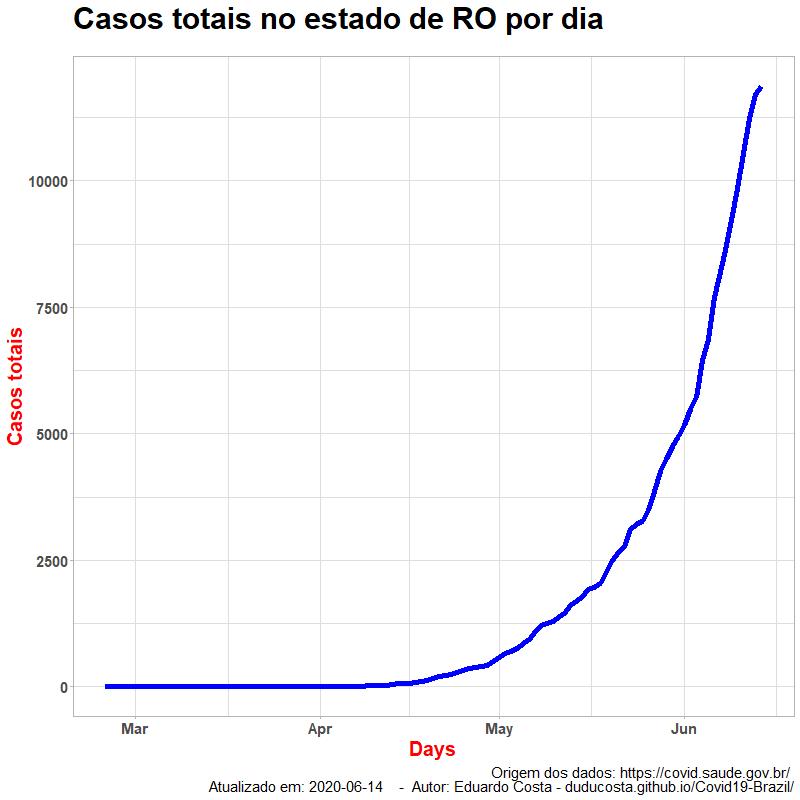 Casos totais no estado de RO por dia
Casos totais
10000
7500
5000
2500
0
Mar Apr May Jun
Days
Origem dos dados: https://covid.saude.gov.br/
Atualizado em: 2020-06-14 - Autor: Eduardo Costa - duducosta.github.io/Covid19-Brazil/